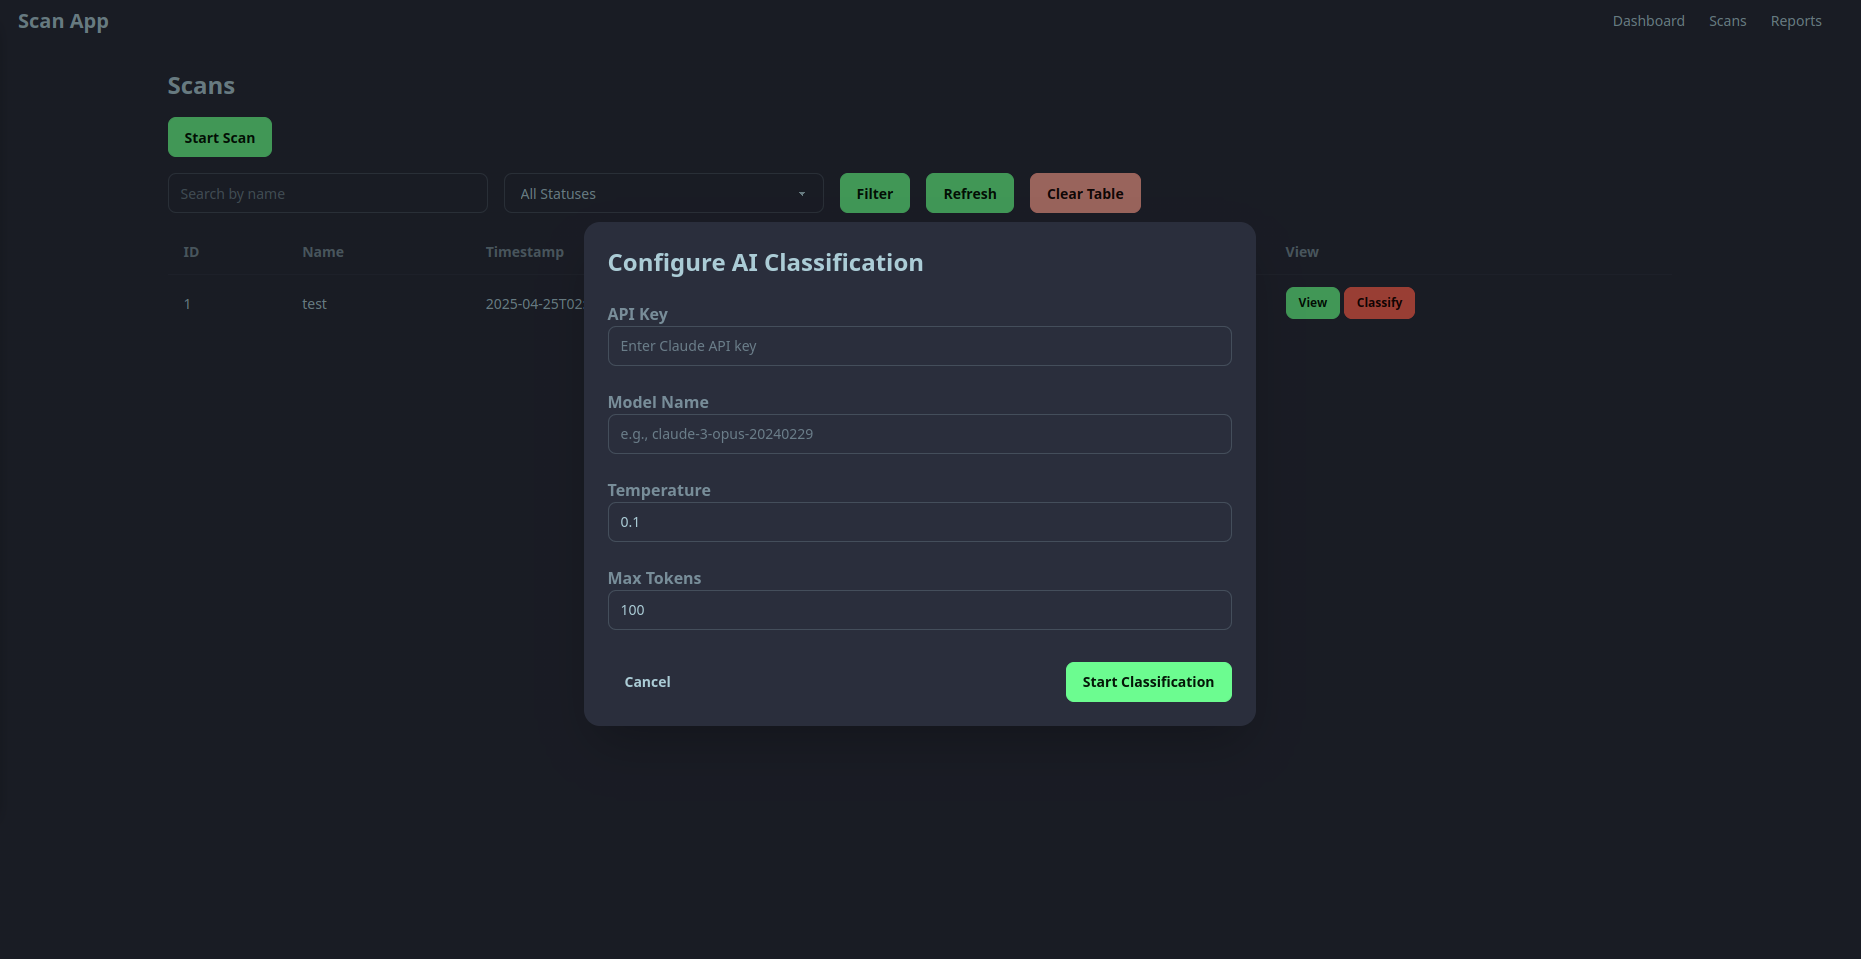 Scan App
Dashboard Scans Reports
Scans
Start Scan
Search by name
All Statuses
Filter
Refresh
Clear Table
ID Name Timestamp View
1 test 2025-04-25T02 View Classify
Configure AI Classification
API Key
Enter Claude API key
Model Name
e.g., claude-3-opus-20240229
Temperature
0.1
Max Tokens
100
Cancel
Start Classification